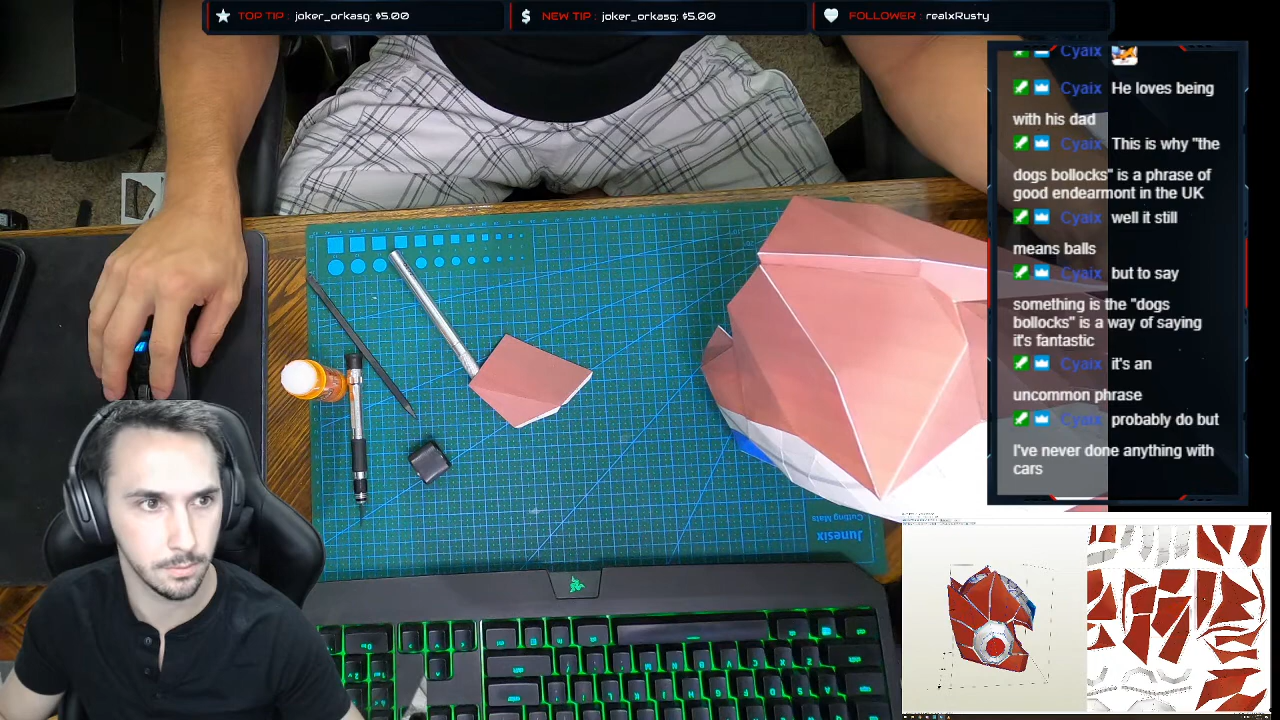 TOP TIP : joker_orkasg: $5.00
NEW TIP : joker_orkasg: $5.00
FOLLOWER : realxRusty
Cyaix
Cyaix He loves being
with his dad
Cyaix This is why "the
dogs bollocks" is a phrase of
good endearmont in the UK
Cyaix well it still
means balls
Cyaix but to say
something is the "dogs
bollocks" is a way of saying
it's fantastic
Cyaix it's an
uncommon phrase
Cyaix probably do but
I've never done anything with
cars
Cutting Mats
Junesix